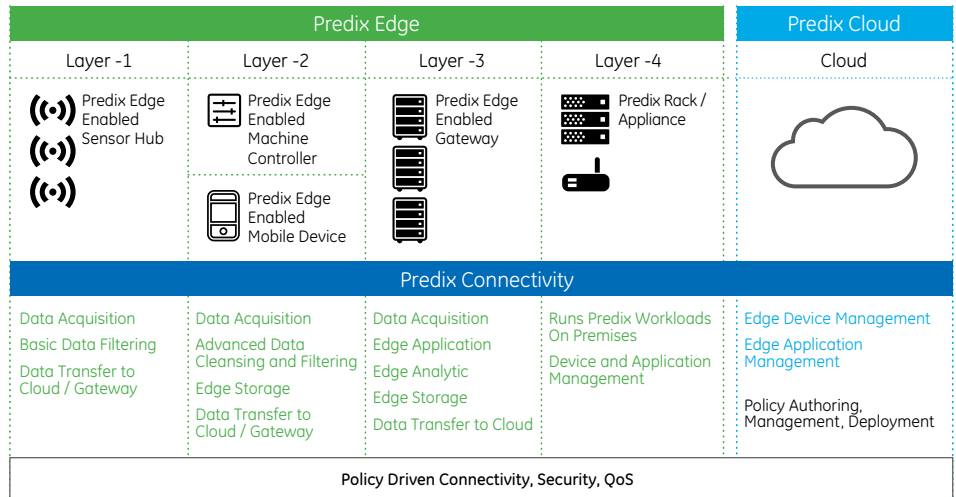 Predix Edge
Predix Cloud
Layer -1
Layer -2
Layer -3
Layer -4
Cloud
Predix Edge
Enabled
Sensor Hub
Predix Edge
Enabled
Machine
Controller
Predix Edge
Enabled
Mobile Device
Predix Edge
Enabled
Gateway
Predix Rack /
Appliance
Predix Connectivity
Data Acquisition
Basic Data Filtering
Data Transfer to
Cloud / Gateway
Data Acquisition
Advanced Data
Cleansing and Filtering
Edge Storage
Data Transfer to
Cloud / Gateway
Data Acquisition
Edge Application
Edge Analytic
Edge Storage
Data Transfer to Cloud
Runs Predix Workloads
On Premises
Device and Application
Management
Edge Device Management
Edge Application
Management
Policy Authoring,
Management, Deployment
Policy Driven Connectivity, Security, QoS